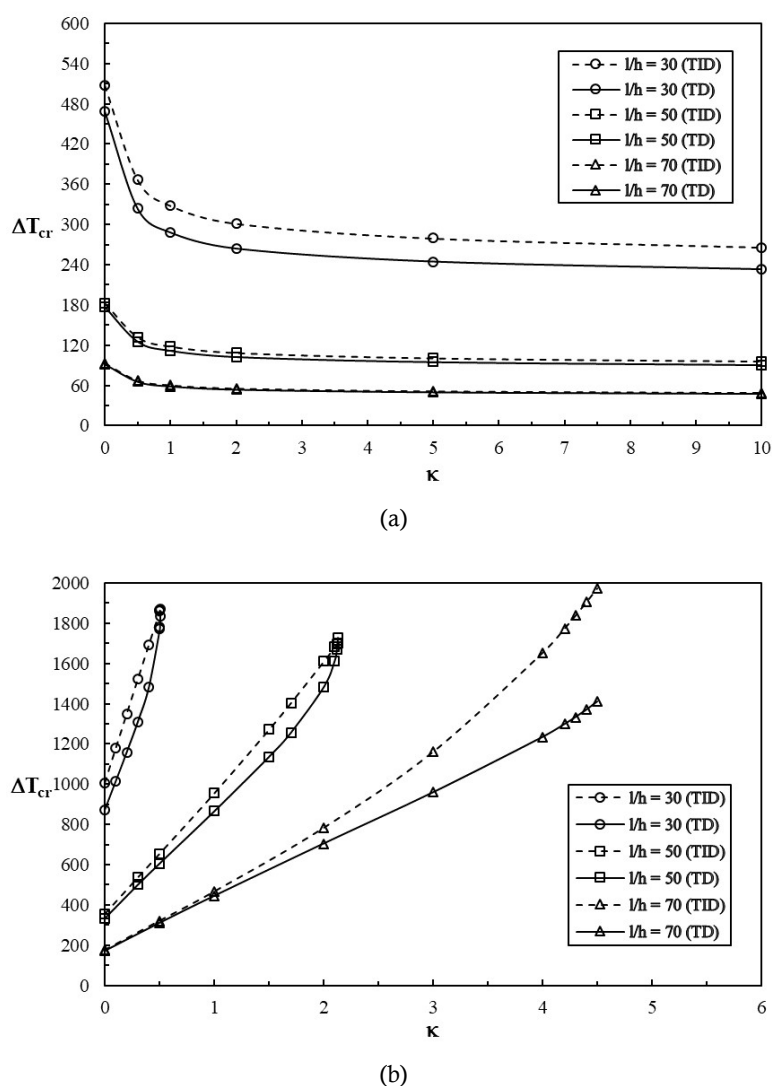 600
540
480
420
360
300
240
180
120
60
0
ΔTcr
l/h = 30 (TID)
l/h = 30 (TD)
l/h = 50 (TID)
l/h = 50 (TD)
l/h = 70 (TID)
l/h = 70 (TD)
0 1 2 3 4 5 6 7 8 9 10
κ
(a)
2000
1800
1600
1400
1200
1000
800
600
400
200
0
ΔTcr
l/h = 30 (TID)
l/h = 30 (TD)
l/h = 50 (TID)
l/h = 50 (TD)
l/h = 70 (TID)
l/h = 70 (TD)
0 1 2 3 4 5 6
κ
(b)